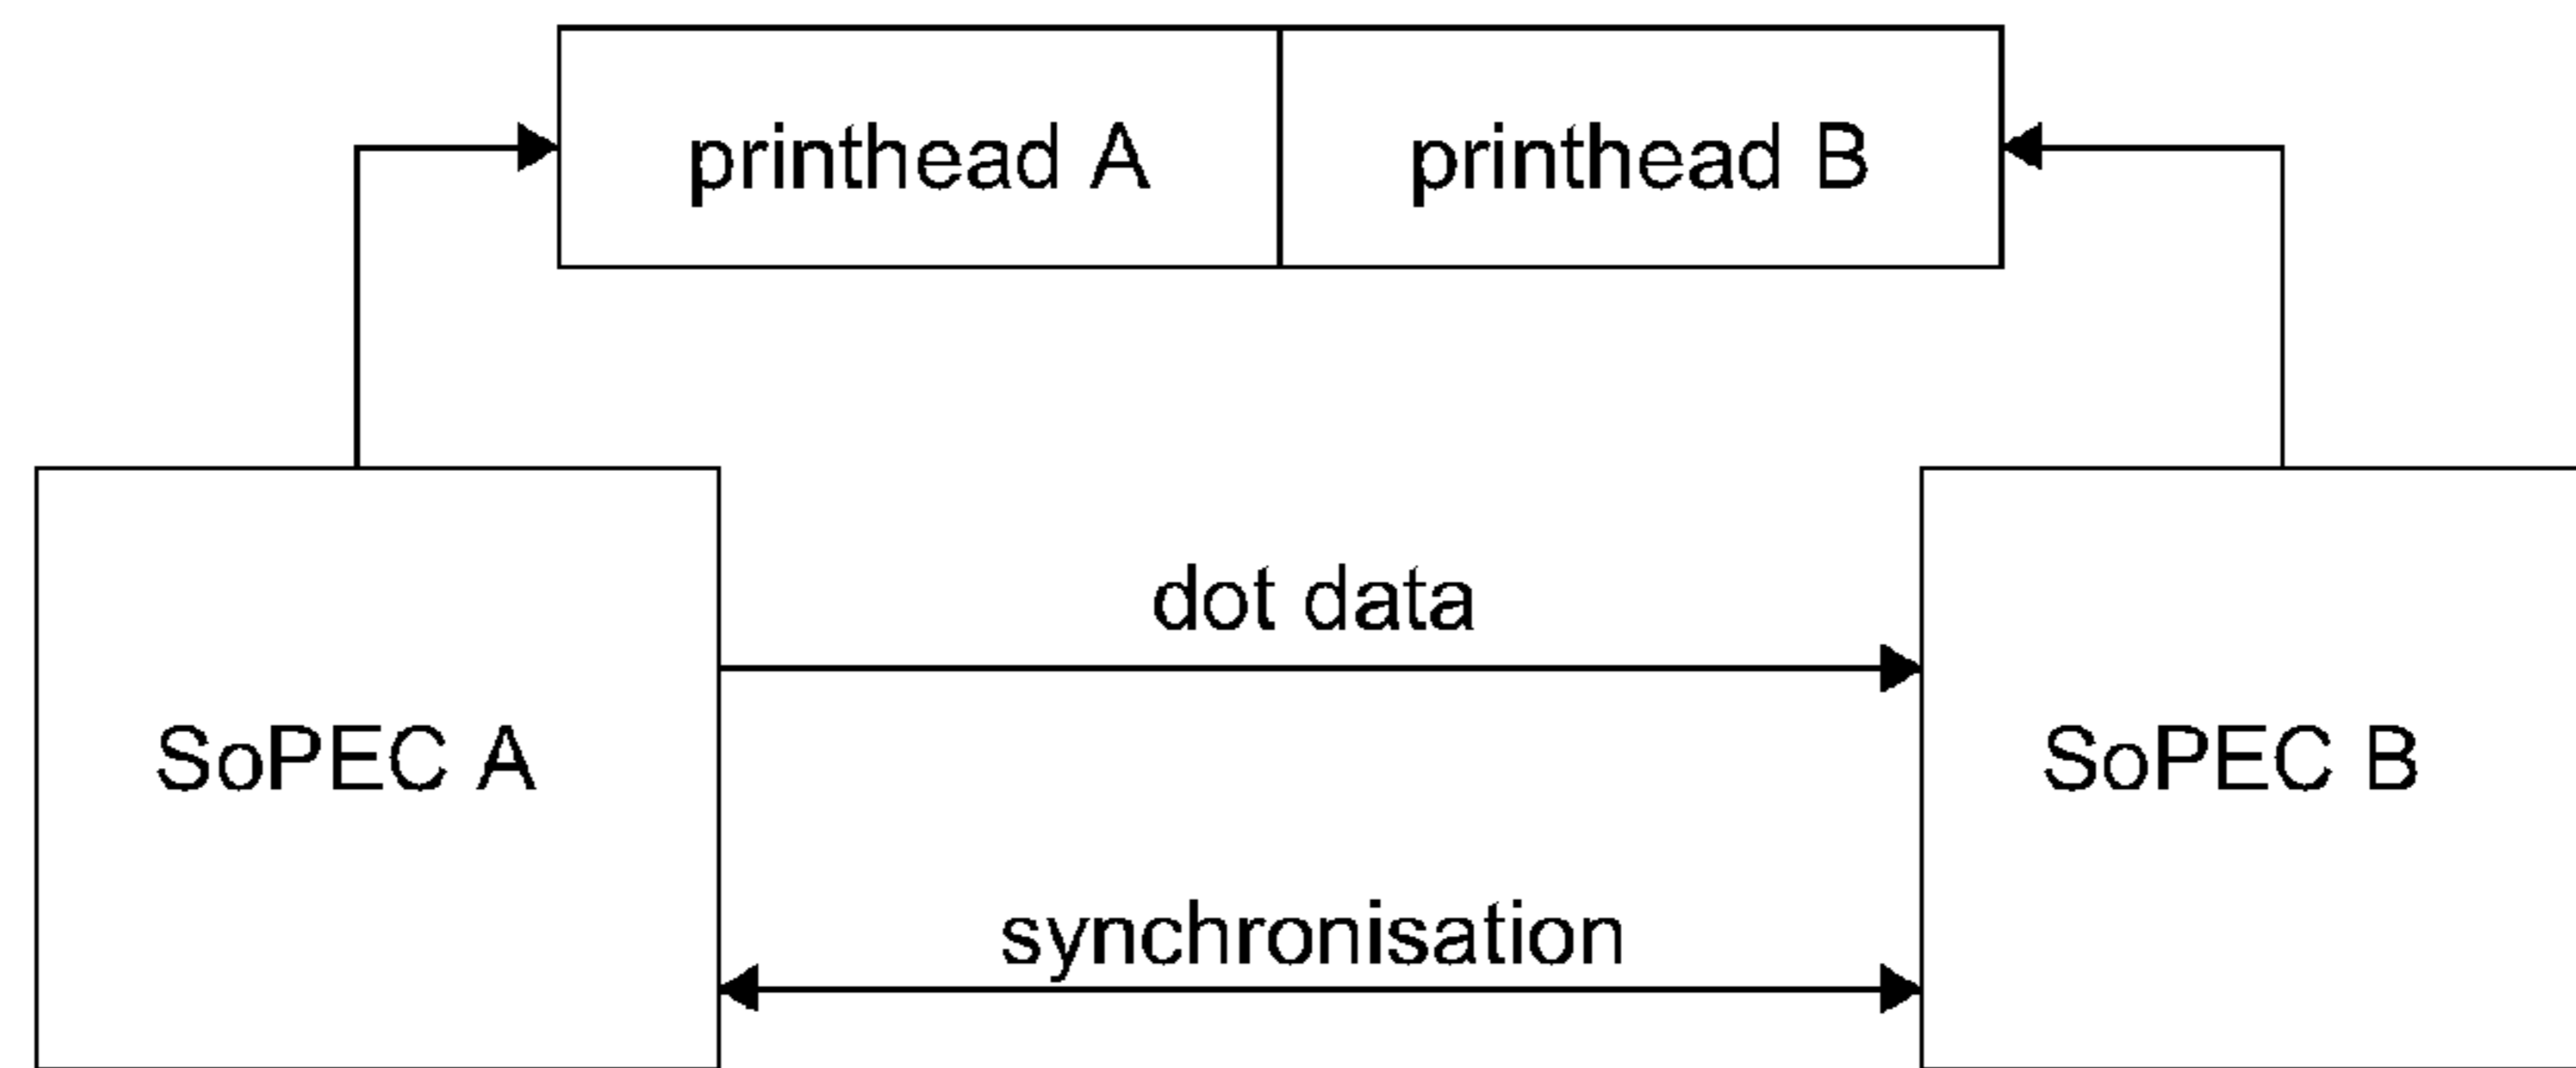 printhead A
printhead B
dot data
SoPEC A
SoPEC B
synchronisation